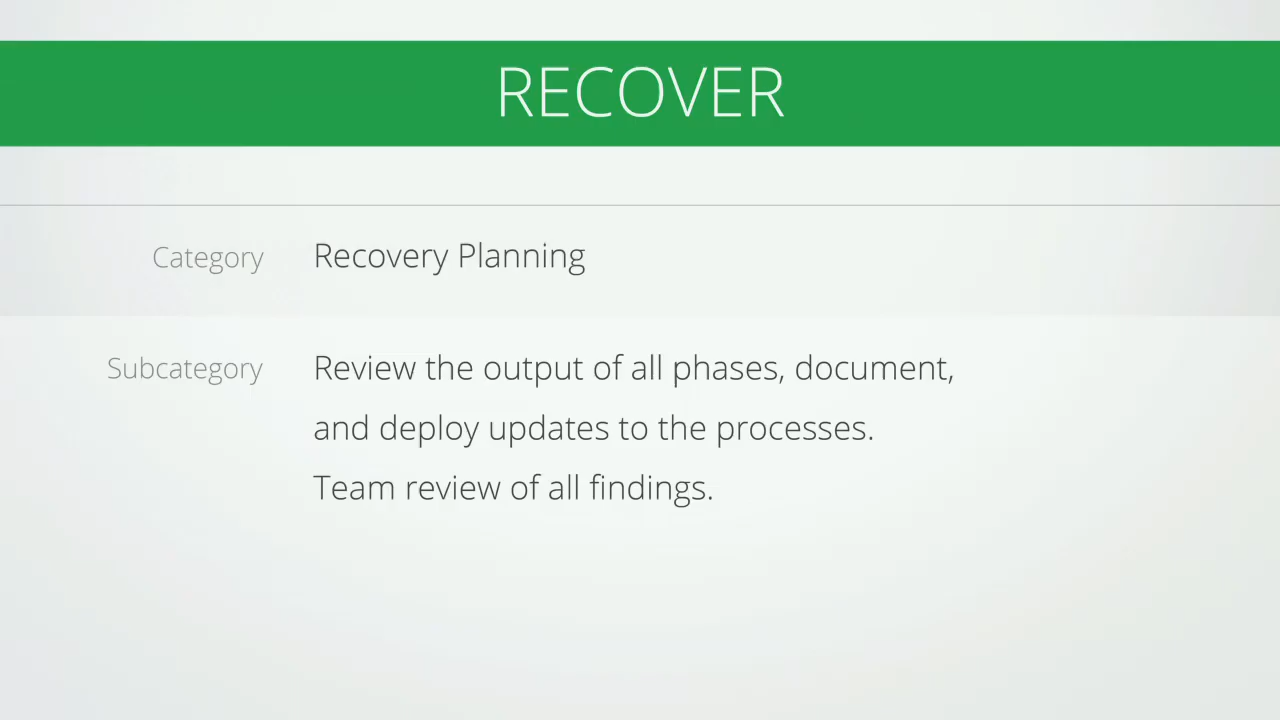 RECOVER
Category Recovery Planning
Subcategory Review the output of all phases, document,
and deploy updates to the processes.
Team review of all findings.